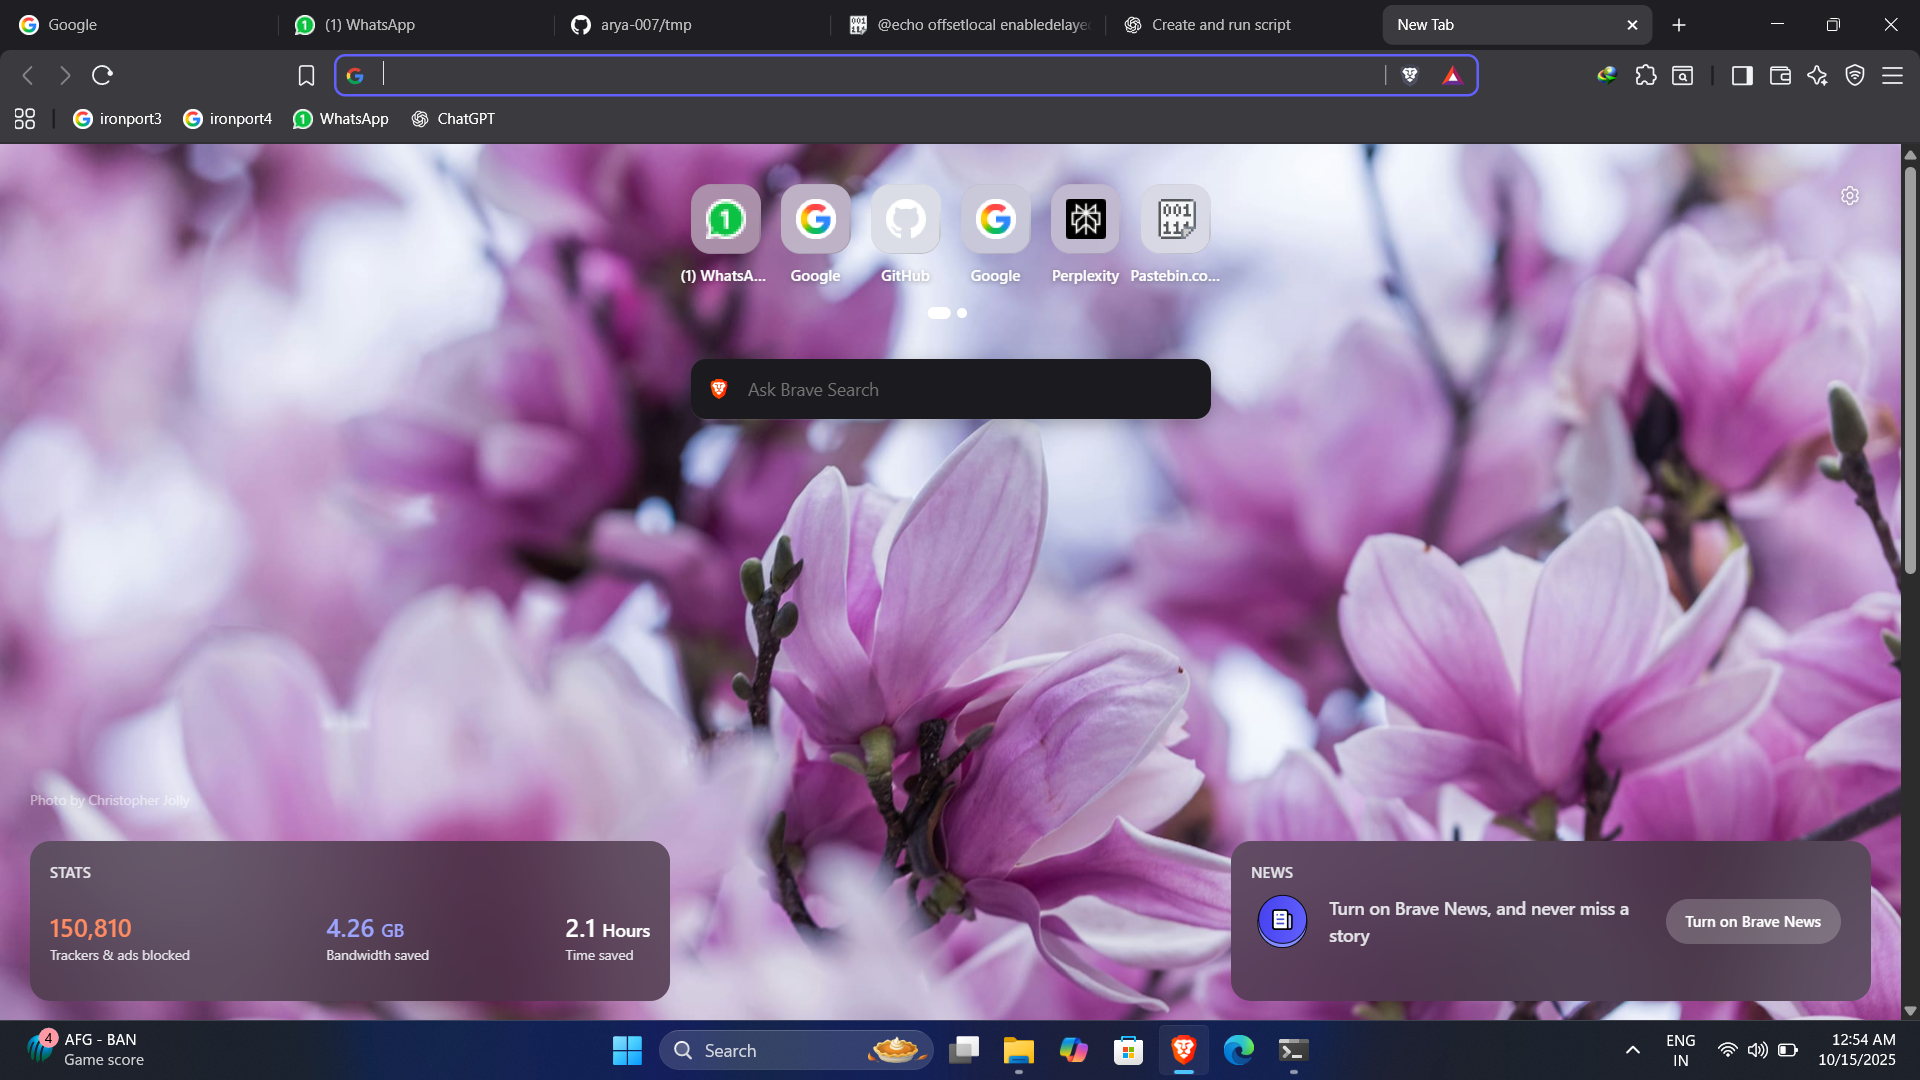 Google
(1) WhatsApp
arya-007/tmp
@echo offsetlocal enabledelaye
Create and run script
New Tab
ironport3
ironport4
WhatsApp
ChatGPT
(1) WhatsA...
Google
GitHub
Google
Perplexity
Pastebin.co...
Ask Brave Search
Photo by Christopher Jolly
STATS
150,810
Trackers & ads blocked
4.26 GB
Bandwidth saved
2.1 Hours
Time saved
NEWS
Turn on Brave News, and never miss a
story
Turn on Brave News
4
AFG - BAN
Game score
Search
ENG
IN
12:54 AM
10/15/2025